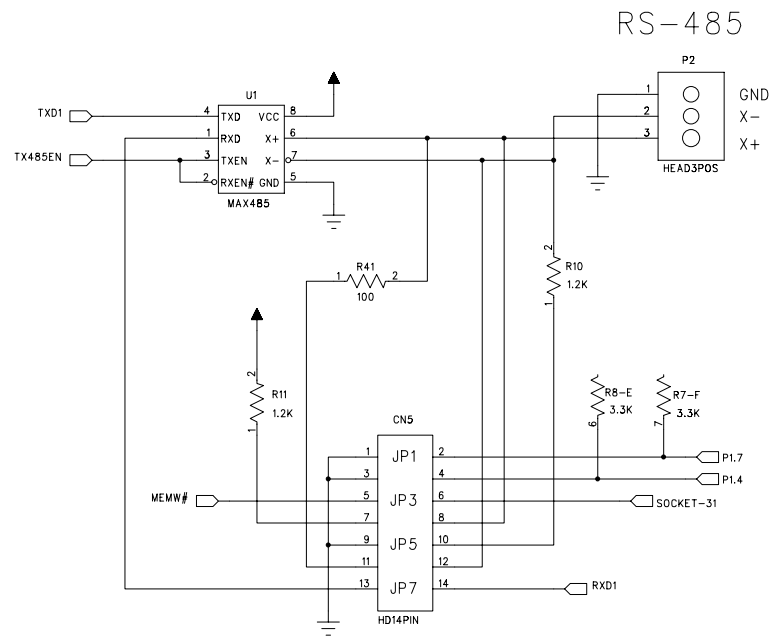 RS-485
P2
U1
1
GND
TXD1
4
TXD
VCC
8
2
X-
1
RXD
X+
6
3
X+
TX485EN
3
TXEN
X-
7
2
RXEN#
GND
5
HEAD3POS
MAX485
2
R41
R10
1
2
1.2K
100
1
2
R11
R8-E
R7-F
1.2K
3.3K
3.3K
1
CN5
6
7
1
JP1
2
P1.7
3
4
P1.4
MEMW#
5
JP3
6
SOCKET-31
7
8
9
JP5
10
11
12
13
JP7
14
RXD1
HD14PIN